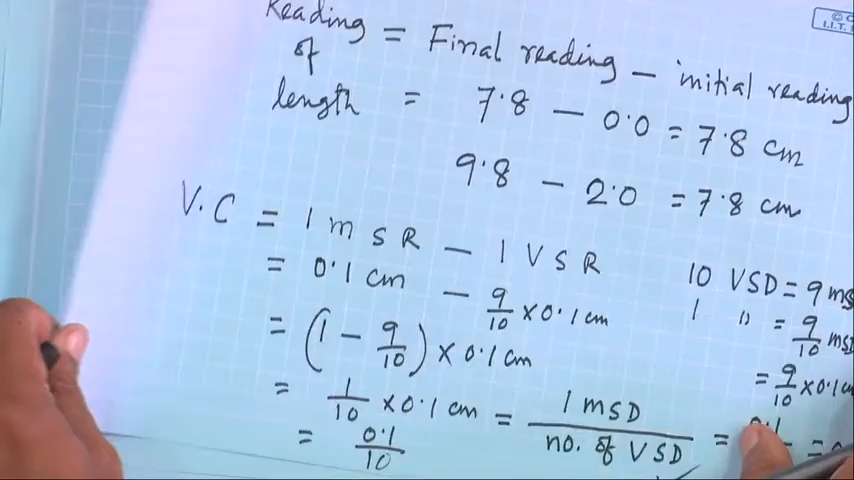 Reading = Final reading — initial reading
of
length = 7.8 — 0.0 = 7.8 cm
9.8 — 2.0 = 7.8 cm
V.C = 1 m S R — 1 V S R
= 0.1 cm — 9/10 × 0.1 cm
= (1 — 9/10) × 0.1 cm
= 1/10 × 0.1 cm = 1 MSD / no. of VSD =
= 0.1/10
10 VSD = 9 ms
1 " = 9/10 MSD
= 9/10 × 0.1 cm
I.I.T.